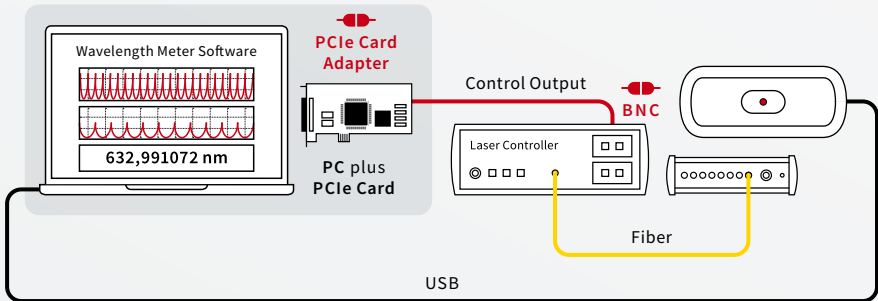 Wavelength Meter Software
632,991072 nm
PCIe Card
Adapter
PC plus
PCIe Card
Control Output
BNC
Laser Controller
Fiber
USB